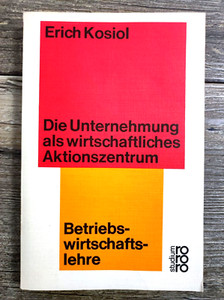 Erich Kosiol
Die Unternehmung
als wirtschaftliches
Aktionszentrum
Betriebs-
wirtschafts-
lehre
studium
rororo